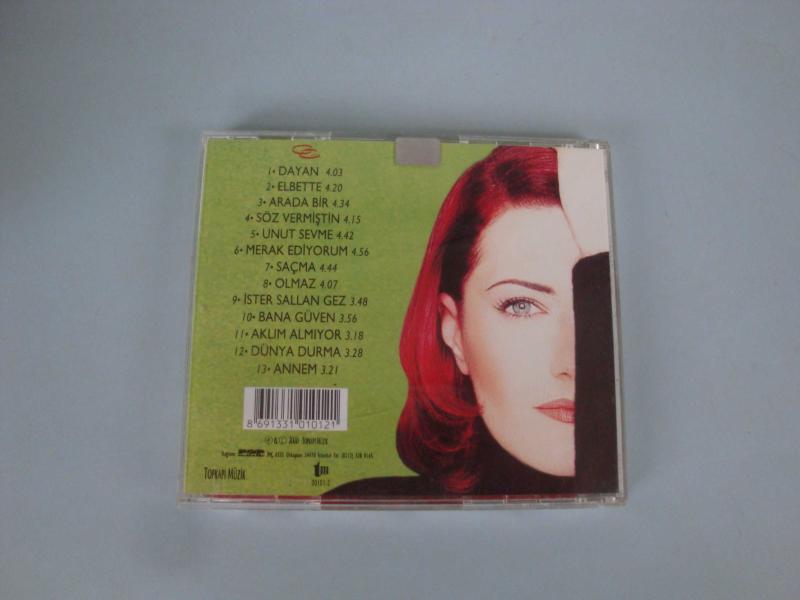 1• DAYAN 4.03
2• ELBETTE 4.20
3• ARADA BİR 4.34
4• SÖZ VERMİŞTİN 4.15
5• UNUT SEVME 4.42
6• MERAK EDİYORUM 4.56
7• SAÇMA 4.44
8• OLMAZ 4.07
9• İSTER SALLAN GEZ 3.48
10• BANA GÜVEN 3.56
11• AKLIM ALMIYOR 3.18
12• DÜNYA DURMA 3.28
13• ANNEM 3.21
8 691331 010121
TOPKAPI MÜZİK
tm